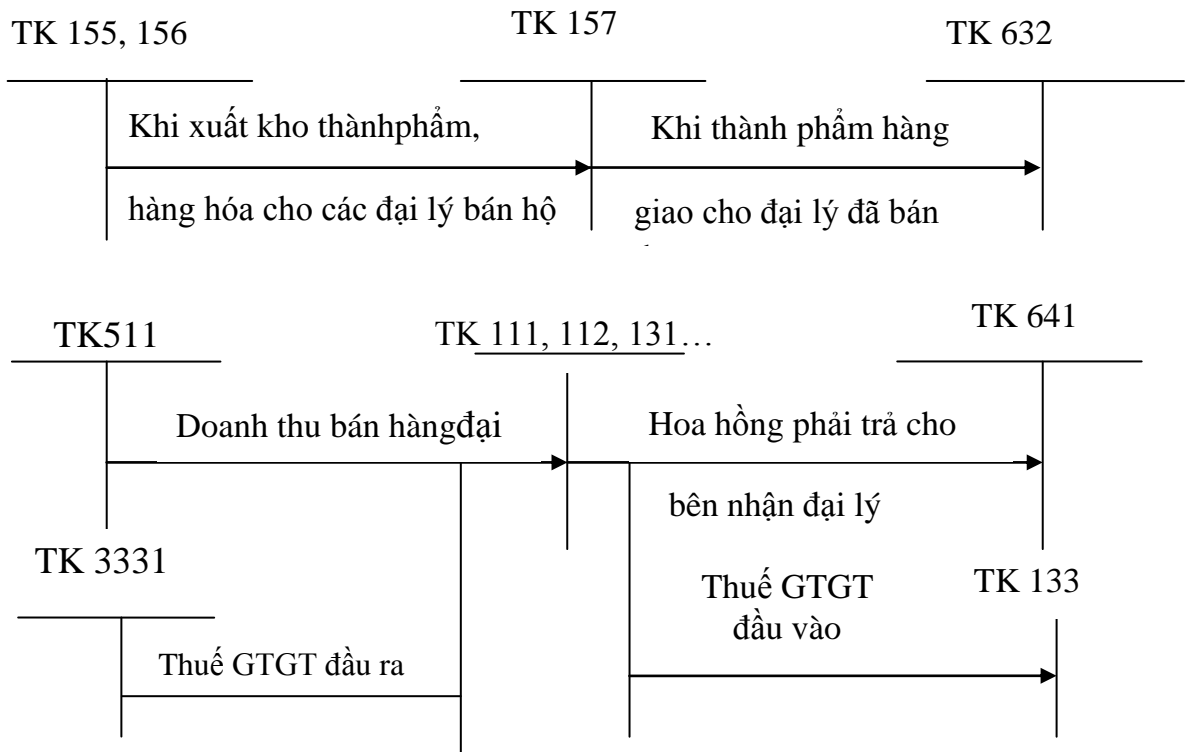 TK 155, 156
TK 157
TK 632
Khi xuất kho thànhphẩm,
hàng hóa cho các đại lý bán hộ
Khi thành phẩm hàng
giao cho đại lý đã bán
TK511
TK 111, 112, 131…
TK 641
Doanh thu bán hàngđại
Hoa hồng phải trả cho
bên nhận đại lý
TK 3331
Thuế GTGT
đầu vào
TK 133
Thuế GTGT đầu ra